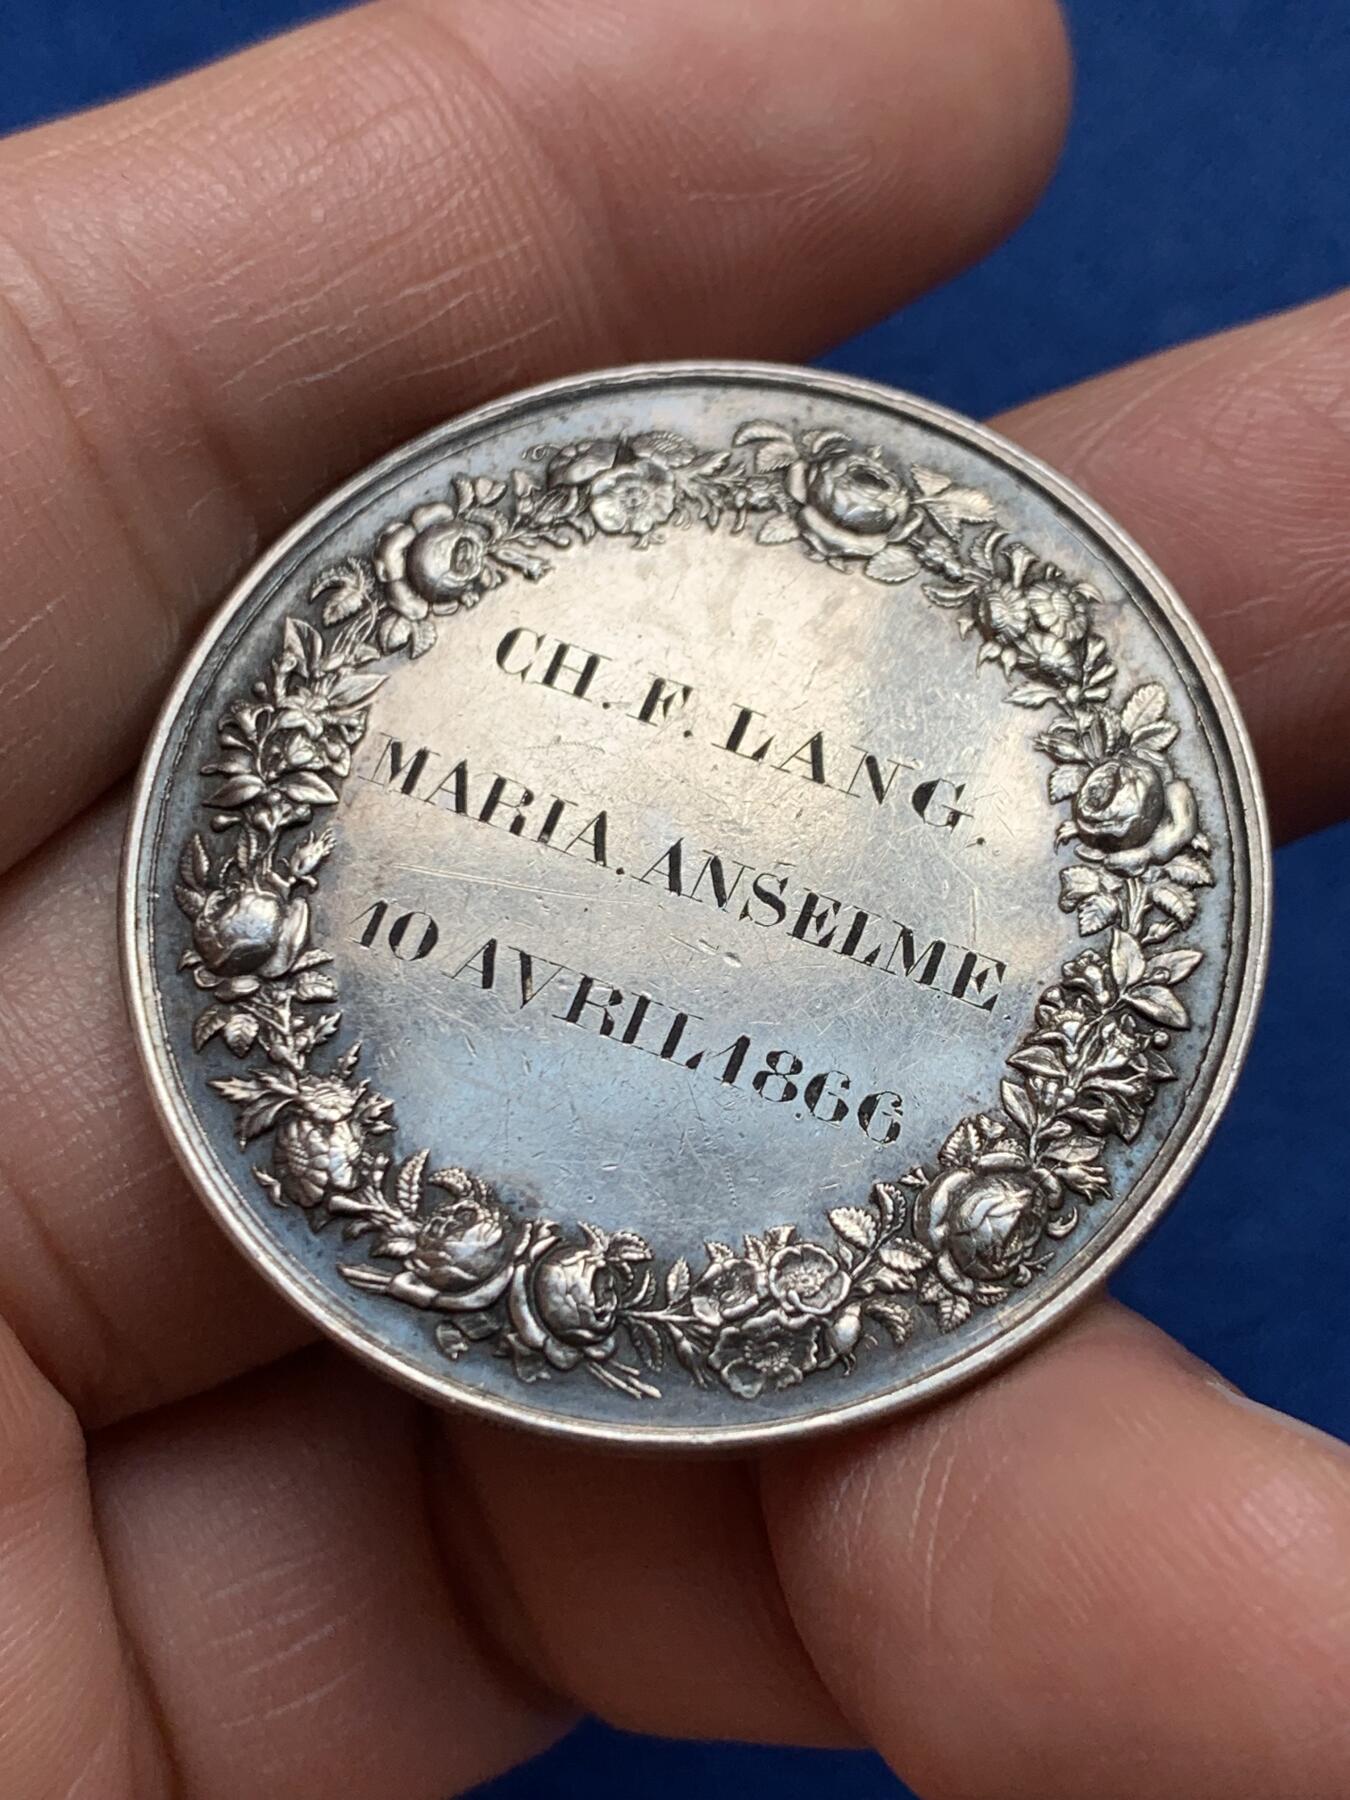 CH. F. LANG.
MARIA. ANSELME.
10 AVRIL 1866